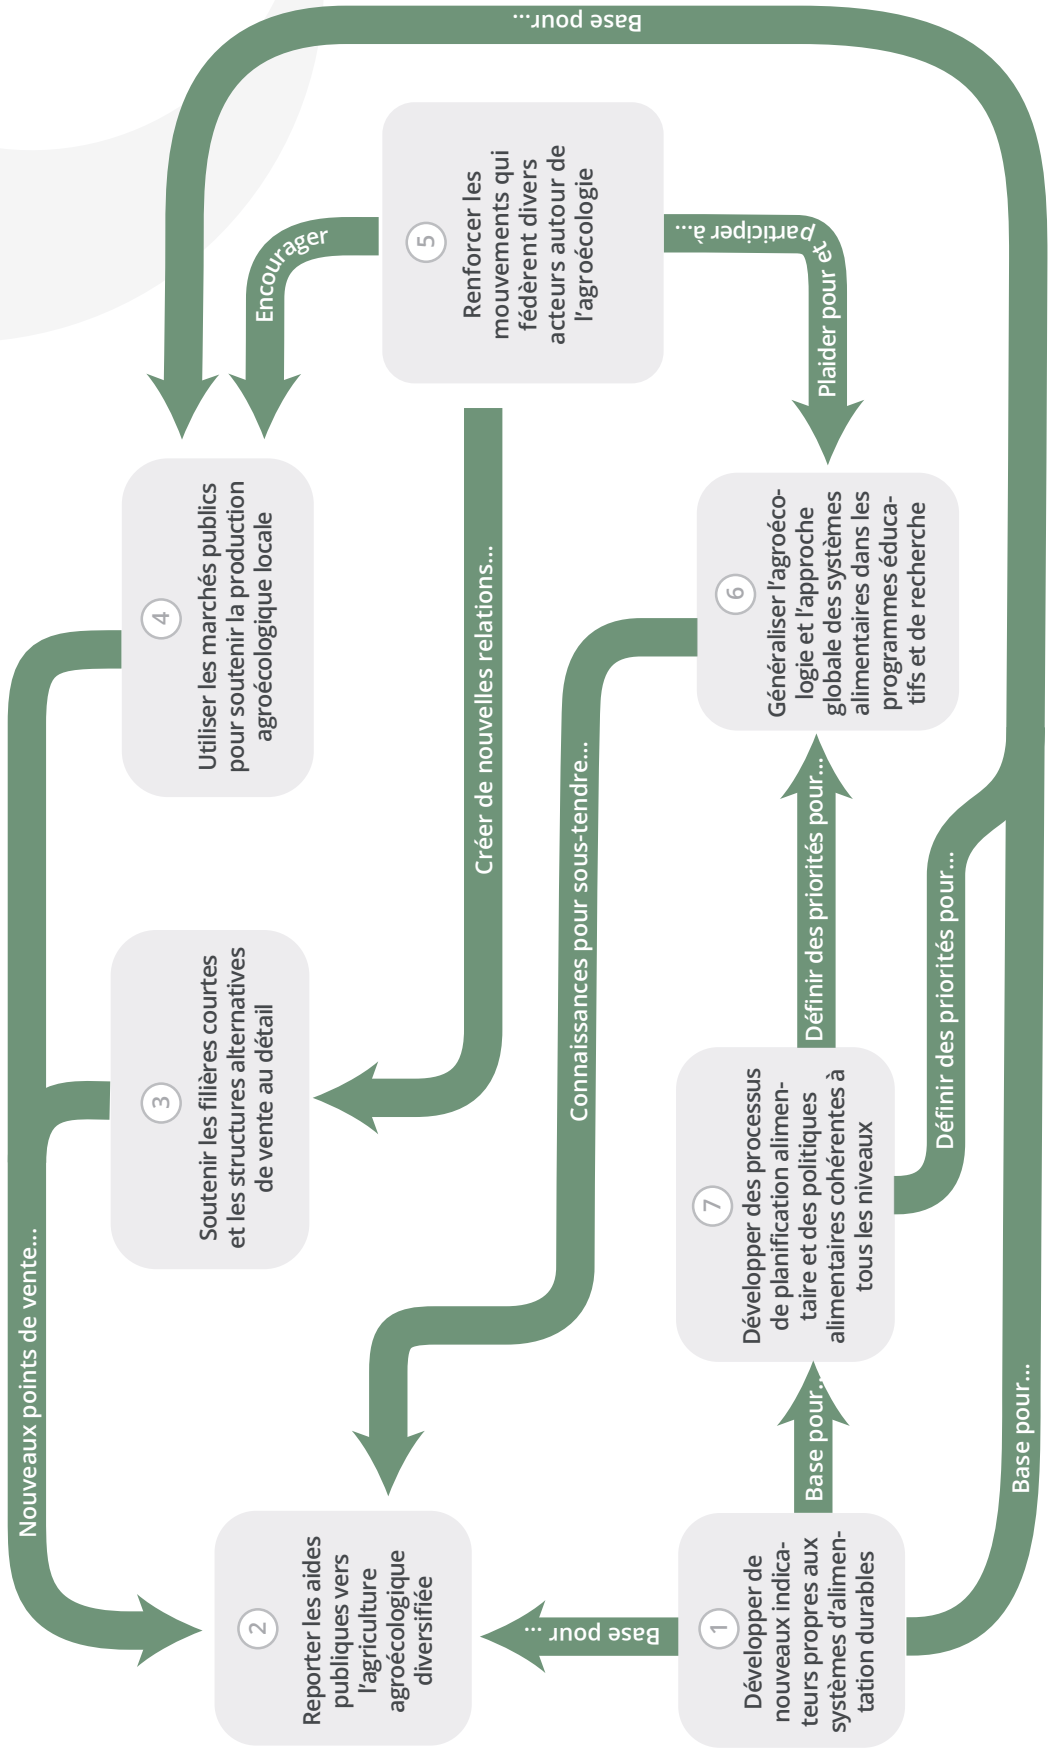 Nouveaux points de vente...
2
Reporter les aides
publiques vers
l'agriculture
agroécologique
diversifiée
3
Soutenir les filières courtes
et les structures alternatives
de vente au détail
4
Utiliser les marchés publics
pour soutenir la production
agroécologique locale
Encourager
Base pour...
Créer de nouvelles relations...
5
Renforcer les
mouvements qui
fédèrent divers
acteurs autour de
l'agroécologie
Connaissances pour sous-tendre...
Plaider pour et
participer à...
Base pour ...
1
Développer de
nouveaux indica-
teurs propres aux
systèmes d'alimen-
tation durables
Base pour...
7
Développer des processus
de planification alimen-
taire et des politiques
alimentaires cohérentes à
tous les niveaux
Définir des priorités pour...
6
Généraliser l'agroéco-
logie et l'approche
globale des systèmes
alimentaires dans les
programmes éduca-
tifs et de recherche
Définir des priorités pour...
Base pour...